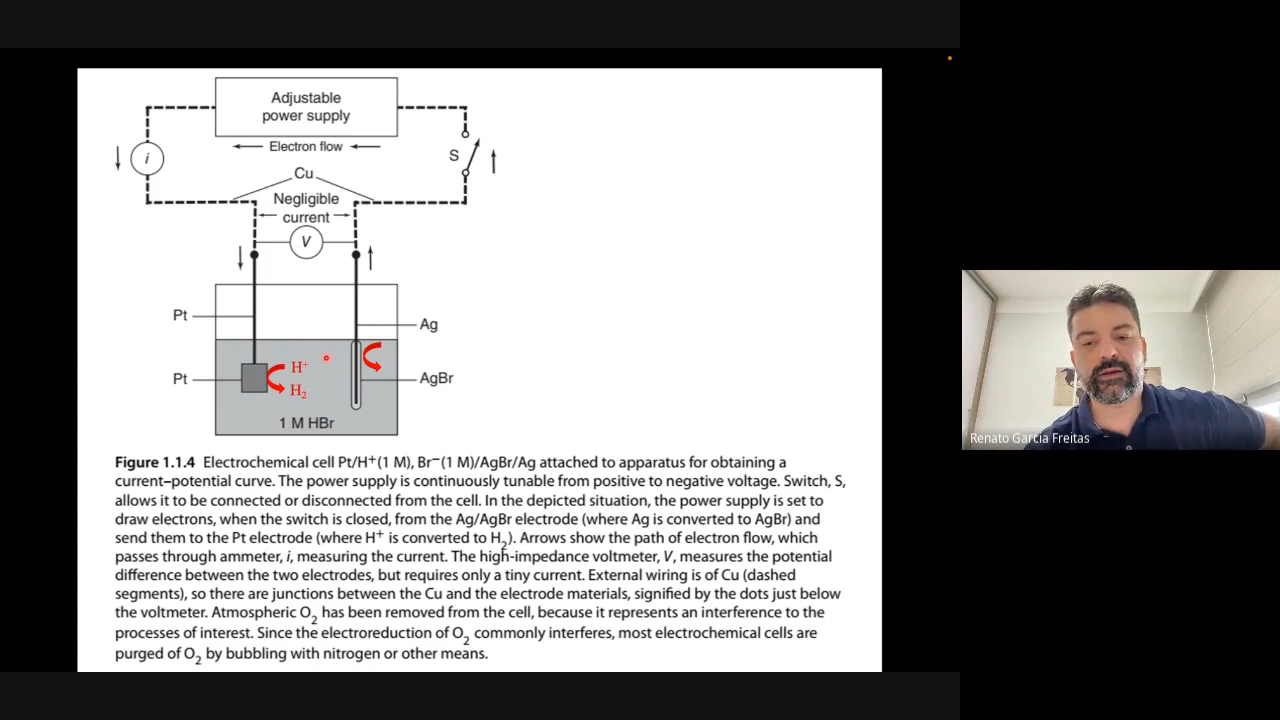 Adjustable
power supply
Electron flow
i
S
Cu
Negligible
current
V
Pt
Ag
H⁺
Pt
H₂
AgBr
1 M HBr
Figure 1.1.4 Electrochemical cell Pt/H⁺(1 M), Br⁻(1 M)/AgBr/Ag attached to apparatus for obtaining a
current–potential curve. The power supply is continuously tunable from positive to negative voltage. Switch, S,
allows it to be connected or disconnected from the cell. In the depicted situation, the power supply is set to
draw electrons, when the switch is closed, from the Ag/AgBr electrode (where Ag is converted to AgBr) and
send them to the Pt electrode (where H⁺ is converted to H₂). Arrows show the path of electron flow, which
passes through ammeter, i, measuring the current. The high-impedance voltmeter, V, measures the potential
difference between the two electrodes, but requires only a tiny current. External wiring is of Cu (dashed
segments), so there are junctions between the Cu and the electrode materials, signified by the dots just below
the voltmeter. Atmospheric O₂ has been removed from the cell, because it represents an interference to the
processes of interest. Since the electroreduction of O₂ commonly interferes, most electrochemical cells are
purged of O₂ by bubbling with nitrogen or other means.
Renato Garcia Freitas